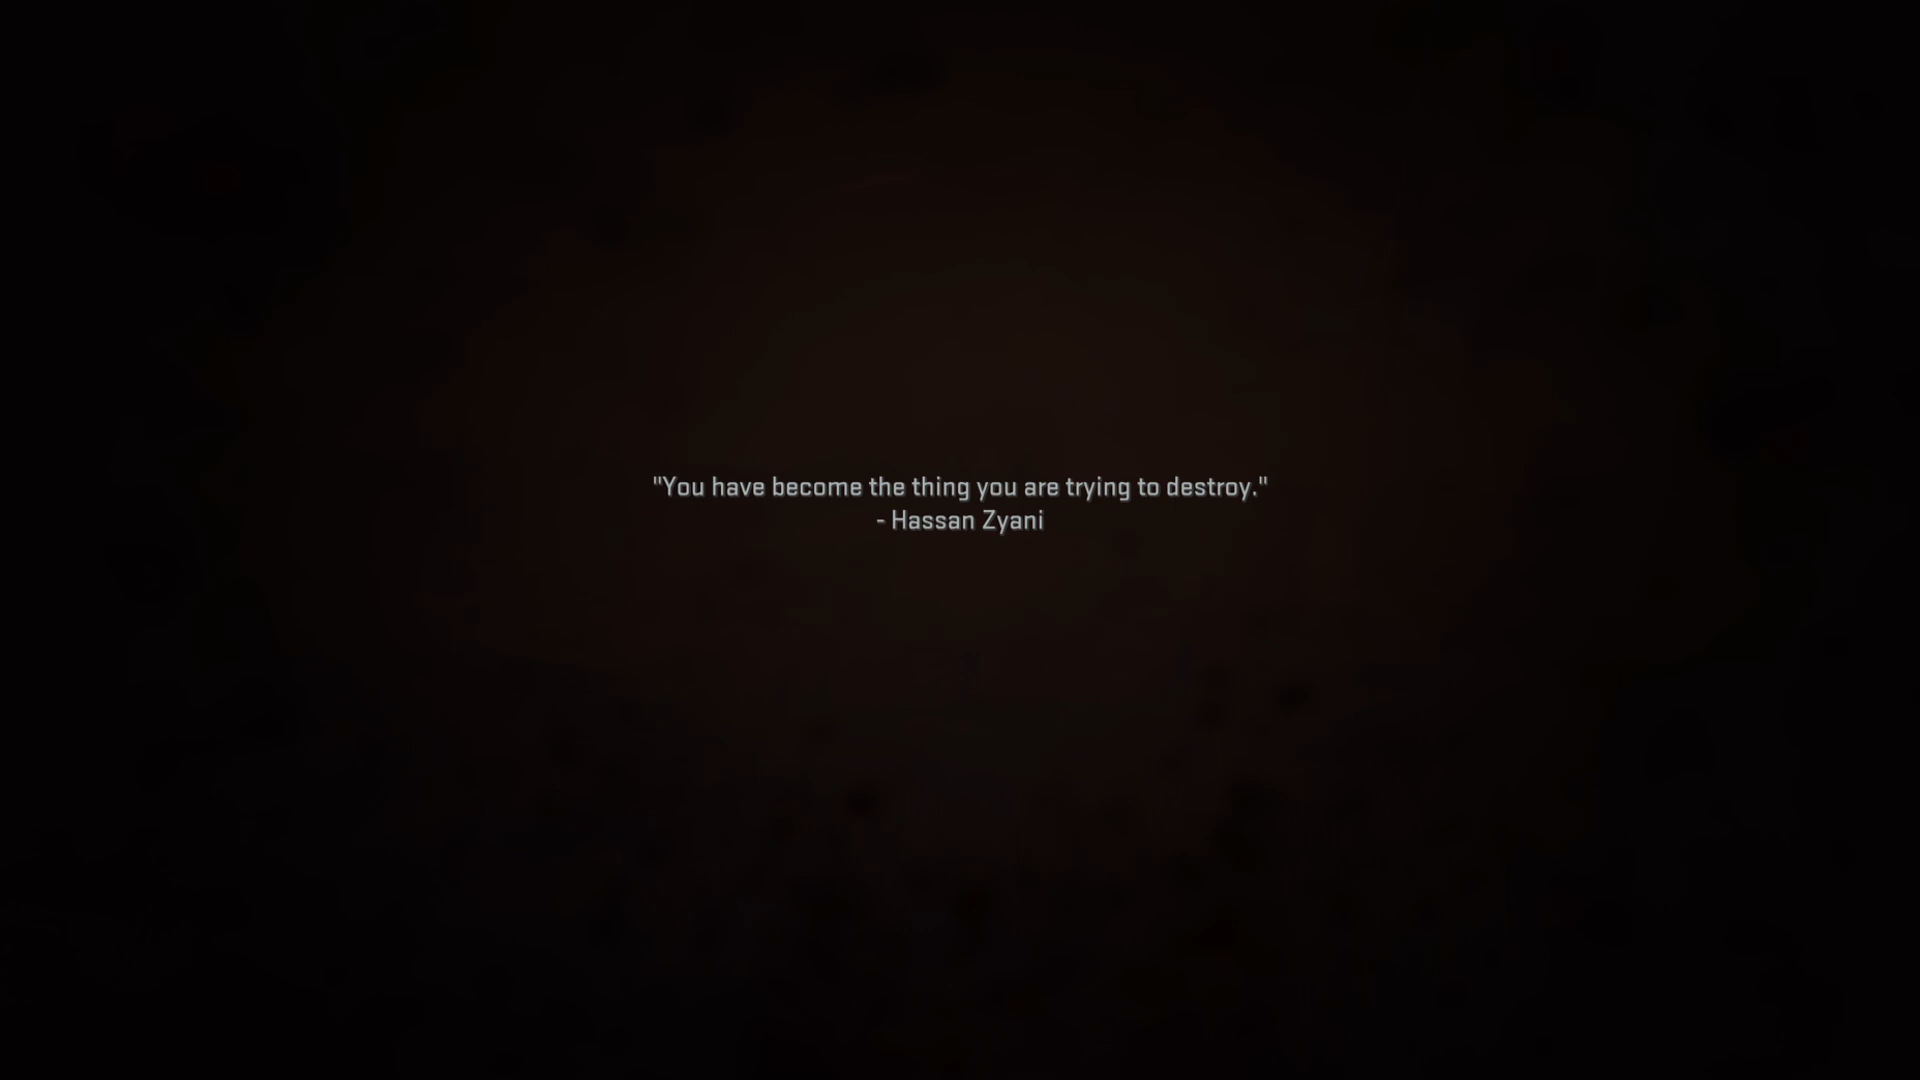 "You have become the thing you are trying to destroy."
- Hassan Zyani